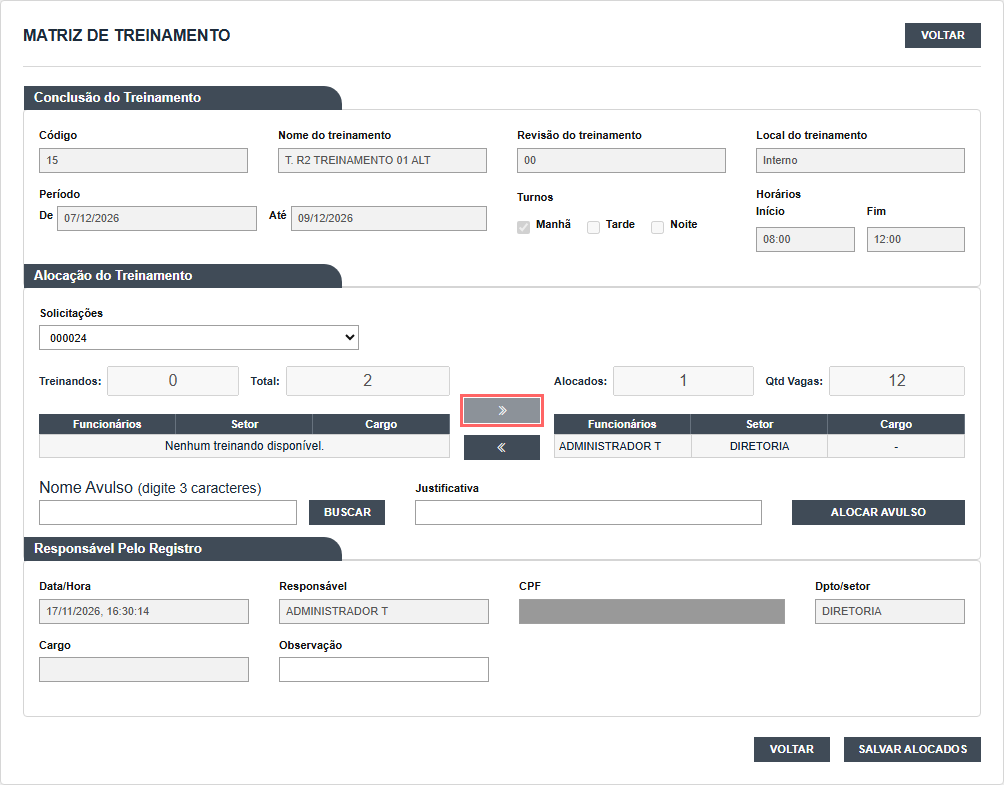 MATRIZ DE TREINAMENTO
VOLTAR
Conclusão do Treinamento
Código
Nome do treinamento
Revisão do treinamento
Local do treinamento
15
T. R2 TREINAMENTO 01 ALT
00
Interno
Período
Turnos
Horários
De 07/12/2026 Até 09/12/2026
Manhã Tarde Noite
Início Fim
08:00 12:00
Alocação do Treinamento
Solicitações
000024
Treinandos: 0 Total: 2
Alocados: 1 Qtd Vagas: 12
»
«
Funcionários Setor Cargo
Nenhum treinando disponível.
Funcionários Setor Cargo
ADMINISTRADOR T DIRETORIA -
Nome Avulso (digite 3 caracteres)
BUSCAR
Justificativa
ALOCAR AVULSO
Responsável Pelo Registro
Data/Hora
Responsável
CPF
Dpto/setor
17/11/2026, 16:30:14
ADMINISTRADOR T
DIRETORIA
Cargo
Observação
VOLTAR
SALVAR ALOCADOS